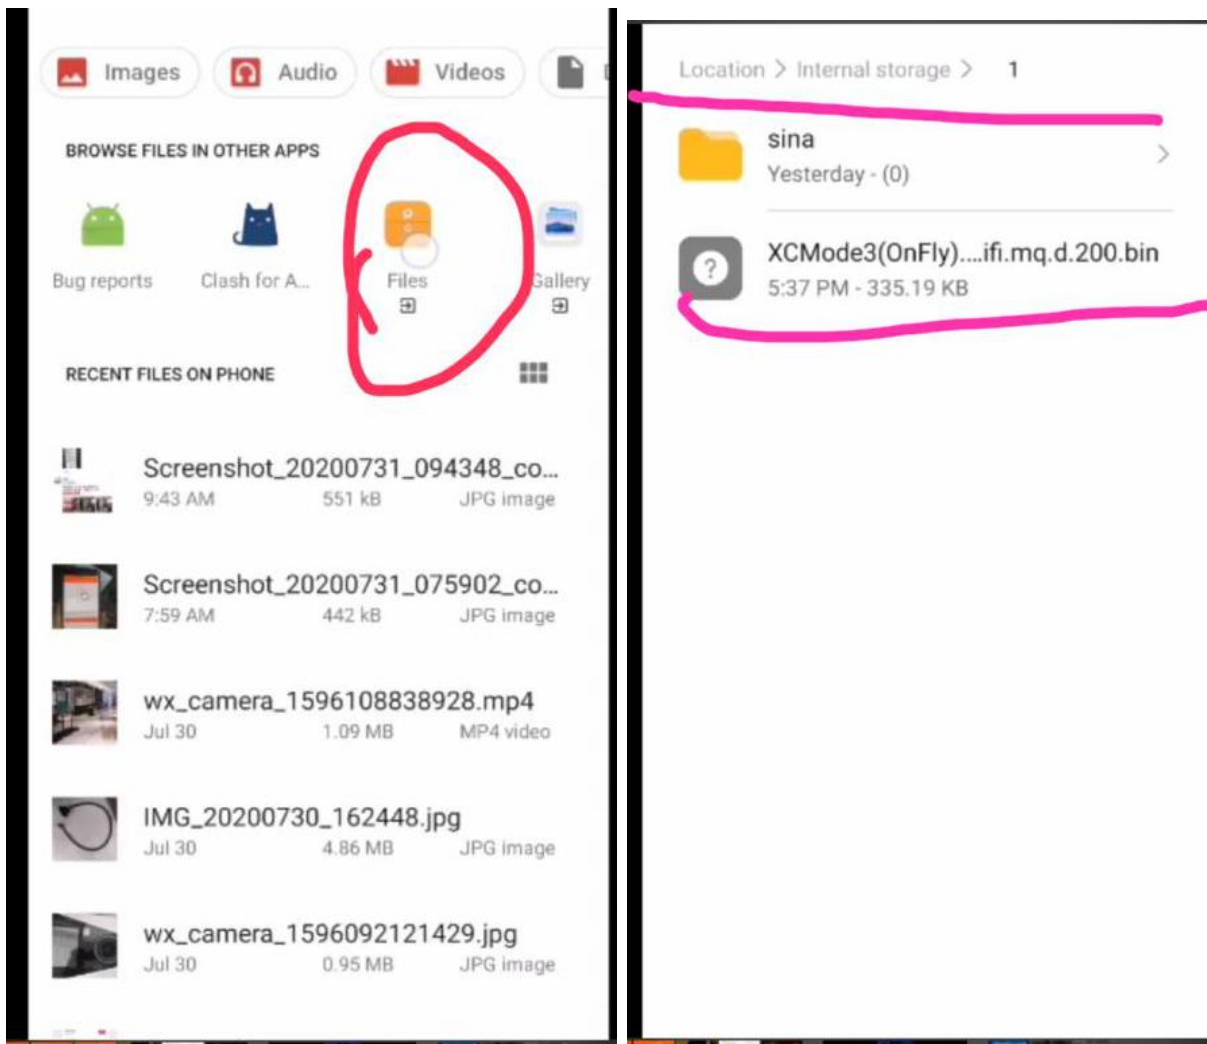 Images Audio Videos
BROWSE FILES IN OTHER APPS
Bug reports Clash for A... Files Gallery
RECENT FILES ON PHONE
Screenshot_20200731_094348_co...
9:43 AM 551 kB JPG image
Screenshot_20200731_075902_co...
7:59 AM 442 kB JPG image
wx_camera_1596108838928.mp4
Jul 30 1.09 MB MP4 video
IMG_20200730_162448.jpg
Jul 30 4.86 MB JPG image
wx_camera_1596092121429.jpg
Jul 30 0.95 MB JPG image
Location > Internal storage > 1
sina
Yesterday - (0)
XCMode3(OnFly)....ifi.mq.d.200.bin
5:37 PM - 335.19 KB